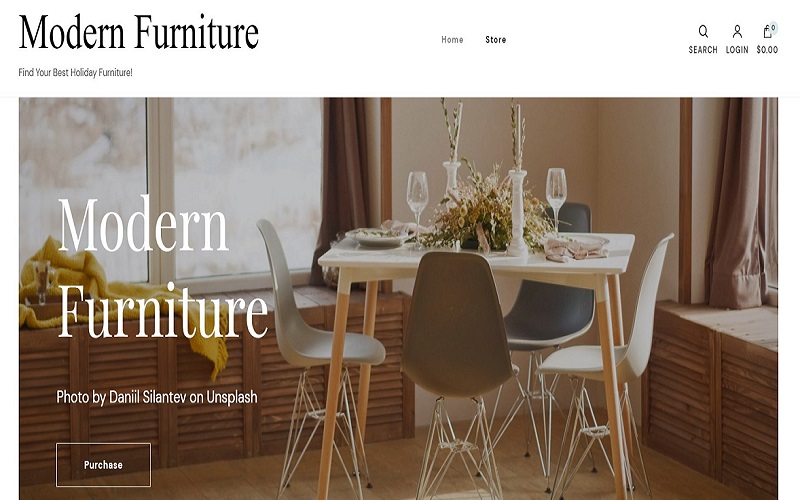 Modern Furniture
Find Your Best Holiday Furniture!
Home Store
0
SEARCH LOGIN $0.00
Modern
Furniture
Photo by Daniil Silantev on Unsplash
Purchase